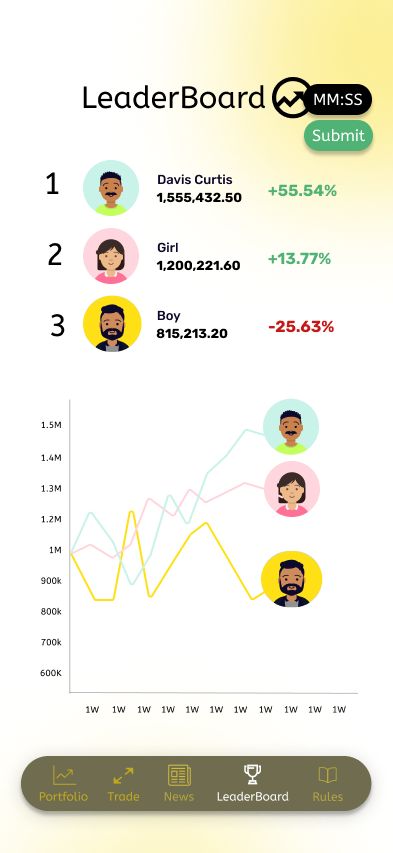 LeaderBoard
MM:SS
Submit
1
Davis Curtis
1,555,432.50
+55.54%
2
Girl
1,200,221.60
+13.77%
3
Boy
815,213.20
-25.63%
1.5M
1.4M
1.3M
1.2M
1M
900k
800k
700k
600K
1W 1W 1W 1W 1W 1W 1W 1W 1W 1W 1W
Portfolio Trade News LeaderBoard Rules